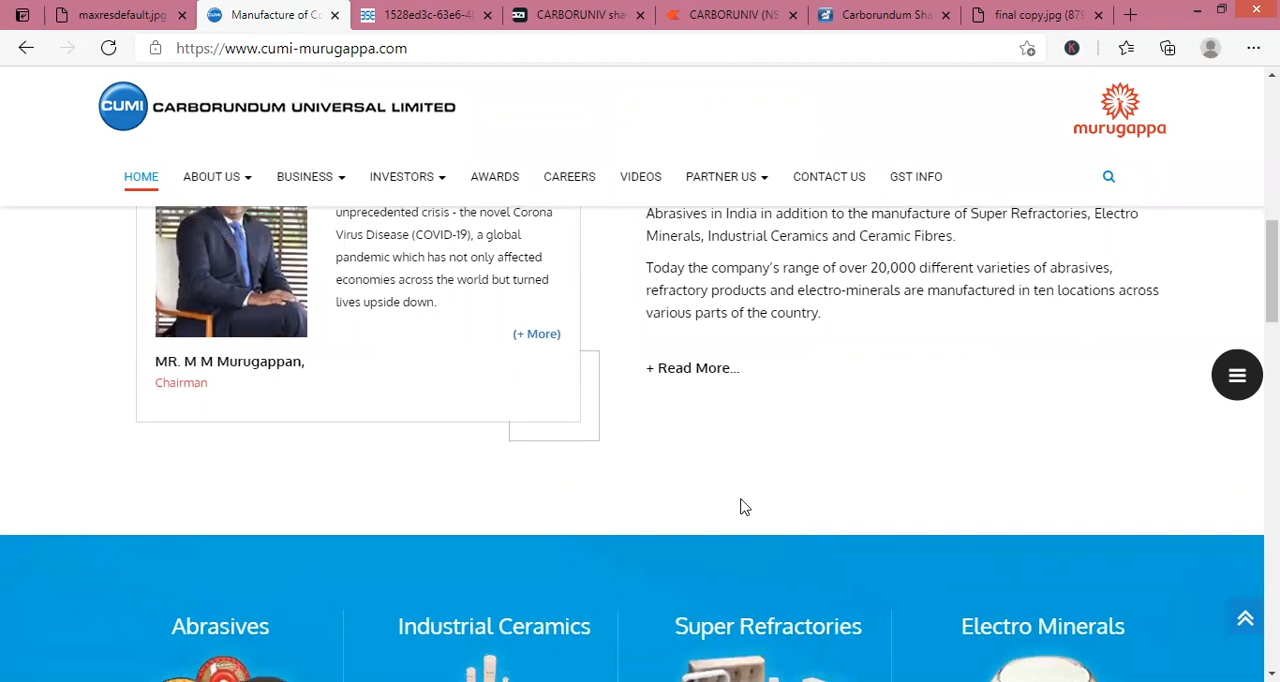 maxresdefault.jpg
Manufacture of Co
1528ed3c-63e6-4
CARBORUNIV sha
CARBORUNIV (NS
Carborundum Sha
final copy.jpg (879
https://www.cumi-murugappa.com
CUMI CARBORUNDUM UNIVERSAL LIMITED
murugappa
HOME ABOUT US BUSINESS INVESTORS AWARDS CAREERS VIDEOS PARTNER US CONTACT US GST INFO
unprecedented crisis - the novel Corona
Virus Disease (COVID-19), a global
pandemic which has not only affected
economies across the world but turned
lives upside down.
(+ More)
MR. M M Murugappan,
Chairman
Abrasives in India in addition to the manufacture of Super Refractories, Electro
Minerals, Industrial Ceramics and Ceramic Fibres.
Today the company's range of over 20,000 different varieties of abrasives,
refractory products and electro-minerals are manufactured in ten locations across
various parts of the country.
+ Read More...
Abrasives
Industrial Ceramics
Super Refractories
Electro Minerals